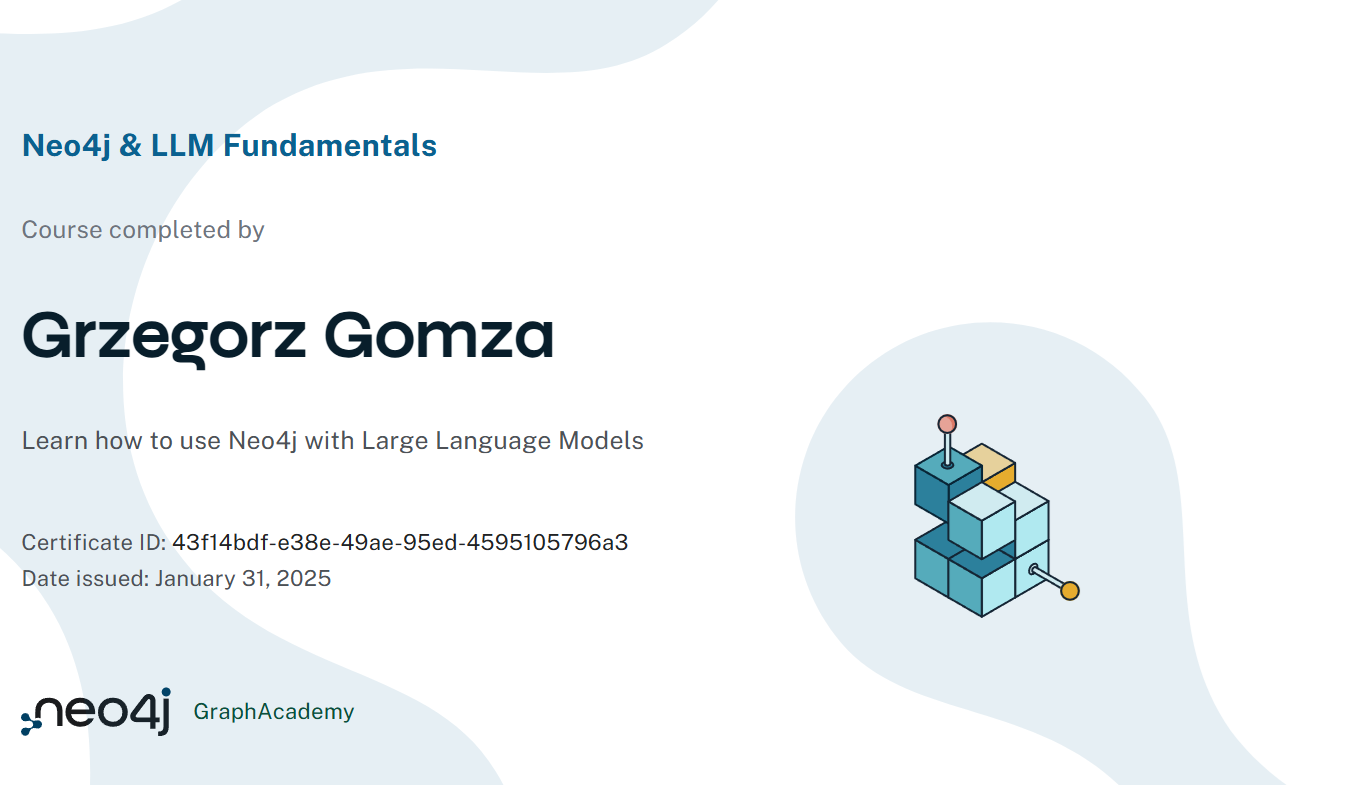 Neo4j & LLM Fundamentals
Course completed by
Grzegorz Gomza
Learn how to use Neo4j with Large Language Models
Certificate ID: 43f14bdf-e38e-49ae-95ed-4595105796a3
Date issued: January 31, 2025
neo4j GraphAcademy